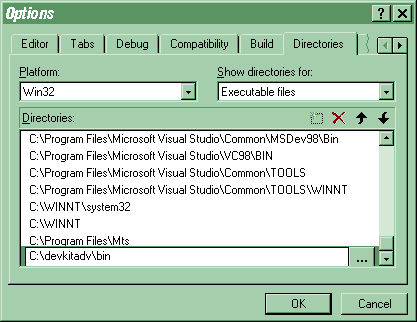 Options
Editor Tabs Debug Compatibility Build Directories
Platform: Show directories for:
Win32 Executable files
Directories:
C:\Program Files\Microsoft Visual Studio\Common\MSDev98\Bin
C:\Program Files\Microsoft Visual Studio\VC98\BIN
C:\Program Files\Microsoft Visual Studio\Common\TOOLS
C:\Program Files\Microsoft Visual Studio\Common\TOOLS\WINNT
C:\WINNT\system32
C:\WINNT
C:\Program Files\Mts
C:\devkitadv\bin ...
OK Cancel